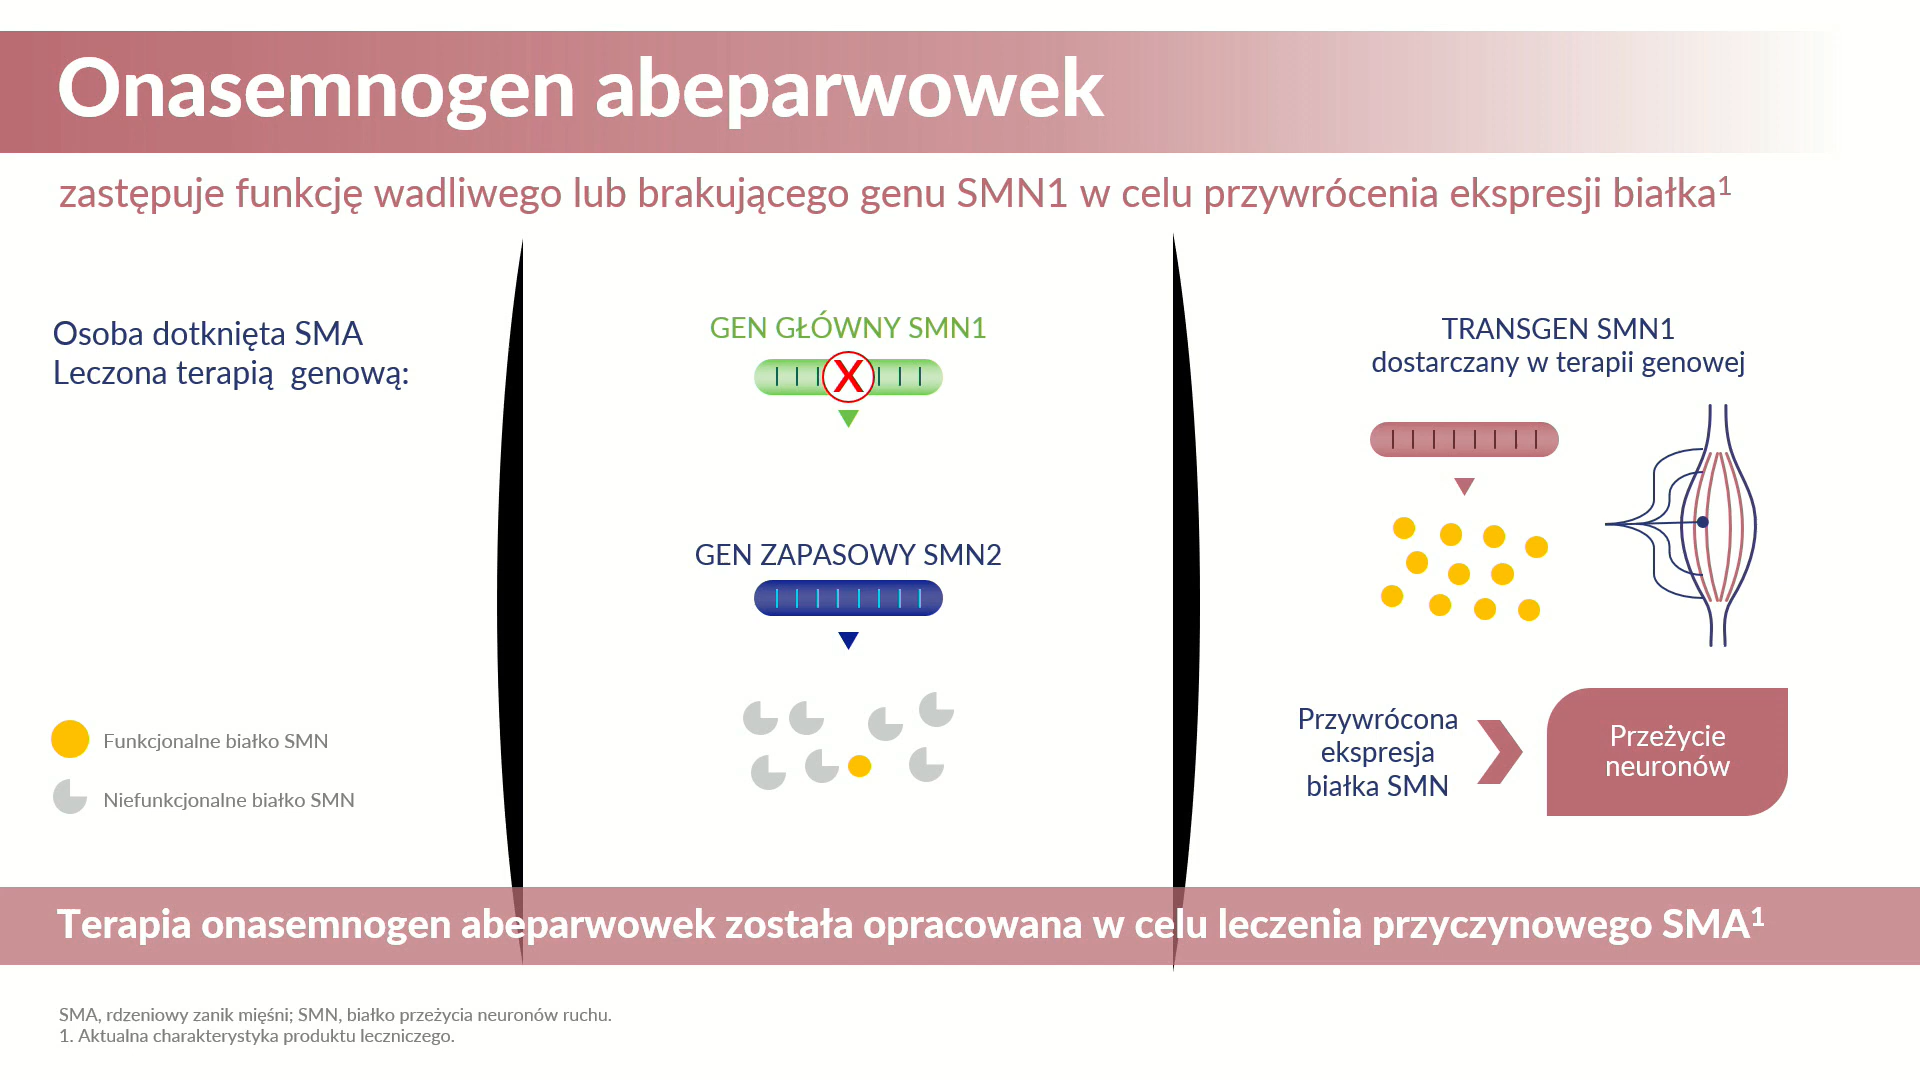 Onasemnogen abeparwowek
zastępuje funkcję wadliwego lub brakującego genu SMN1 w celu przywrócenia ekspresji białka¹
Osoba dotknięta SMA
Leczona terapią  genową:
Funkcjonalne białko SMN
Niefunkcjonalne białko SMN
GEN GŁÓWNY SMN1
X
GEN ZAPASOWY SMN2
TRANSGEN SMN1
dostarczany w terapii genowej
Przywrócona
ekspresja
białka SMN
Przeżycie
neuronów
Terapia onasemnogen abeparwowek została opracowana w celu leczenia przyczynowego SMA¹
SMA, rdzeniowy zanik mięśni; SMN, białko przeżycia neuronów ruchu.
1. Aktualna charakterystyka produktu leczniczego.